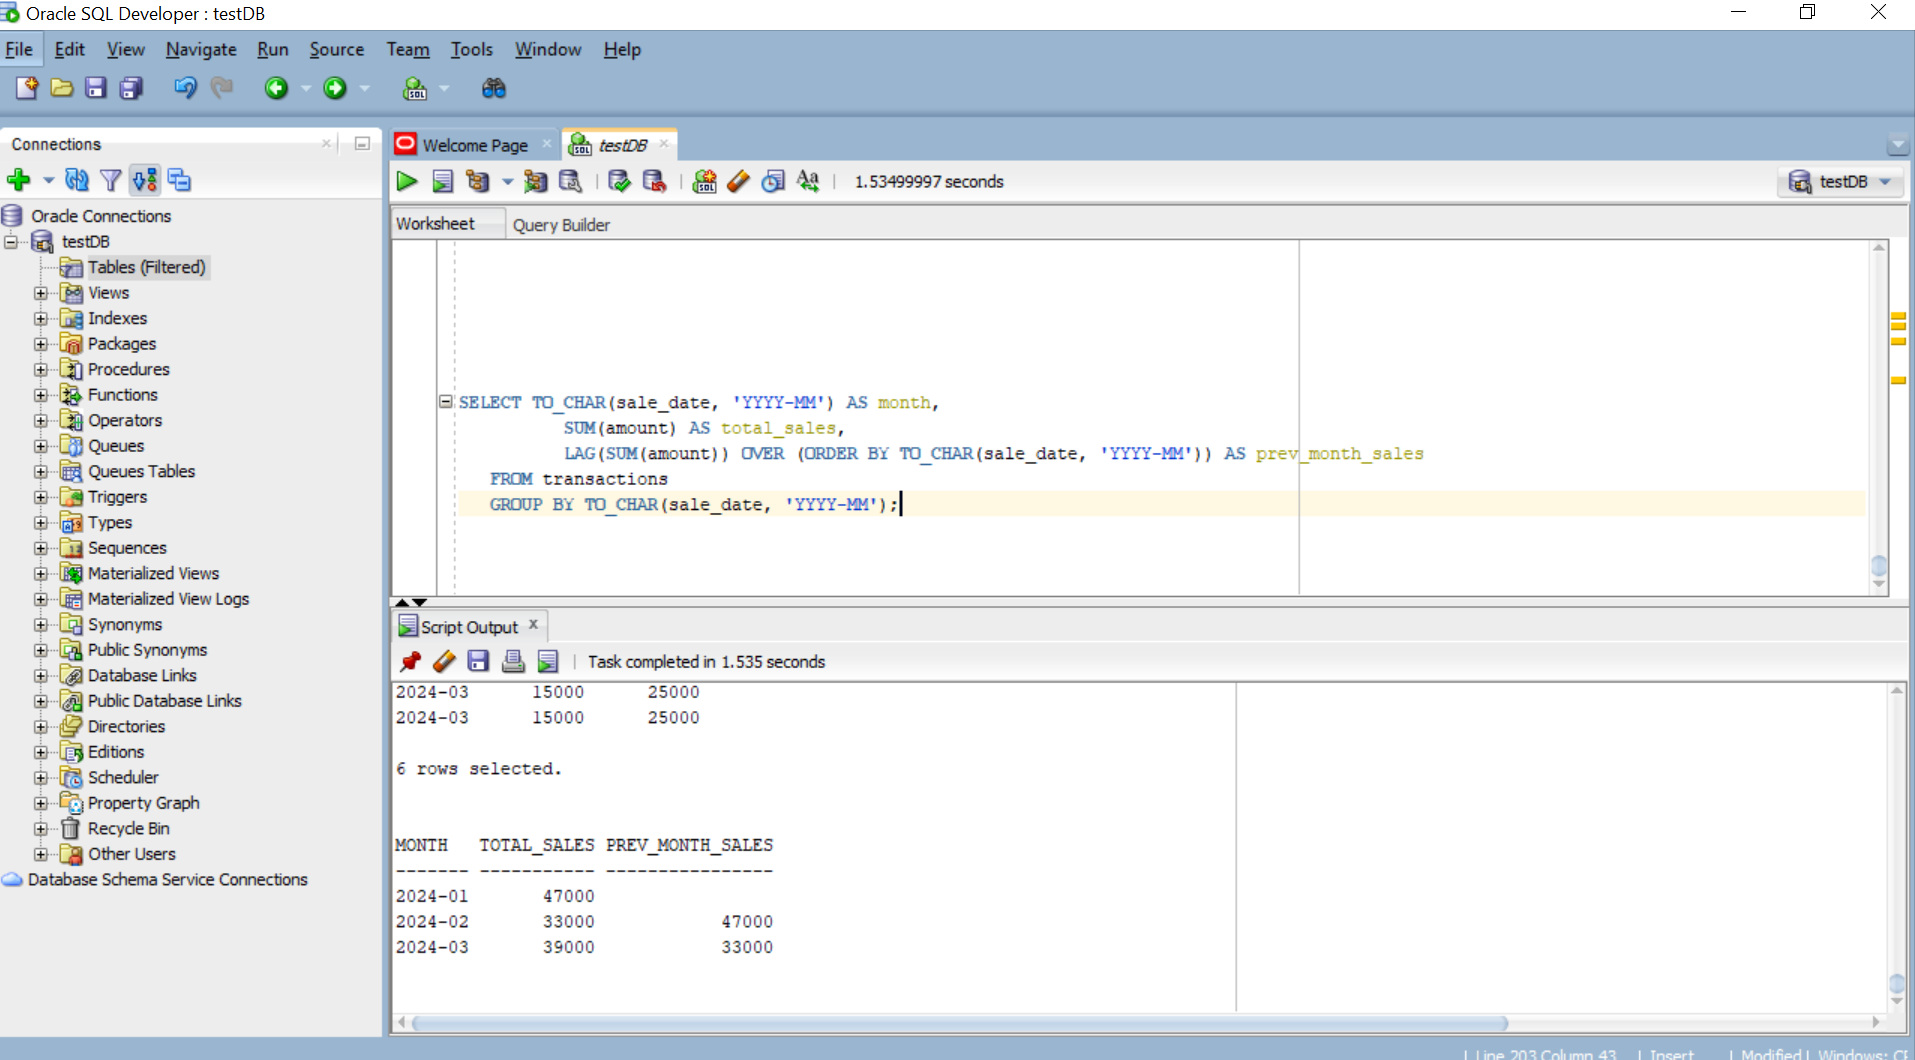 Oracle SQL Developer : testDB
File Edit View Navigate Run Source Team Tools Window Help
Connections
Oracle Connections
testDB
Tables (Filtered)
Views
Indexes
Packages
Procedures
Functions
Operators
Queues
Queues Tables
Triggers
Types
Sequences
Materialized Views
Materialized View Logs
Synonyms
Public Synonyms
Database Links
Public Database Links
Directories
Editions
Scheduler
Property Graph
Recycle Bin
Other Users
Database Schema Service Connections
Welcome Page testDB
1.53499997 seconds testDB
Worksheet Query Builder
SELECT TO_CHAR(sale_date, 'YYYY-MM') AS month,
SUM(amount) AS total_sales,
LAG(SUM(amount)) OVER (ORDER BY TO_CHAR(sale_date, 'YYYY-MM')) AS prev_month_sales
FROM transactions
GROUP BY TO_CHAR(sale_date, 'YYYY-MM');
Script Output
Task completed in 1.535 seconds
2024-03 15000 25000
2024-03 15000 25000
6 rows selected.
MONTH TOTAL_SALES PREV_MONTH_SALES
------- ----------- ----------------
2024-01 47000
2024-02 33000 47000
2024-03 39000 33000
Line 203 Column 43 | Insert | Modified | Windows: